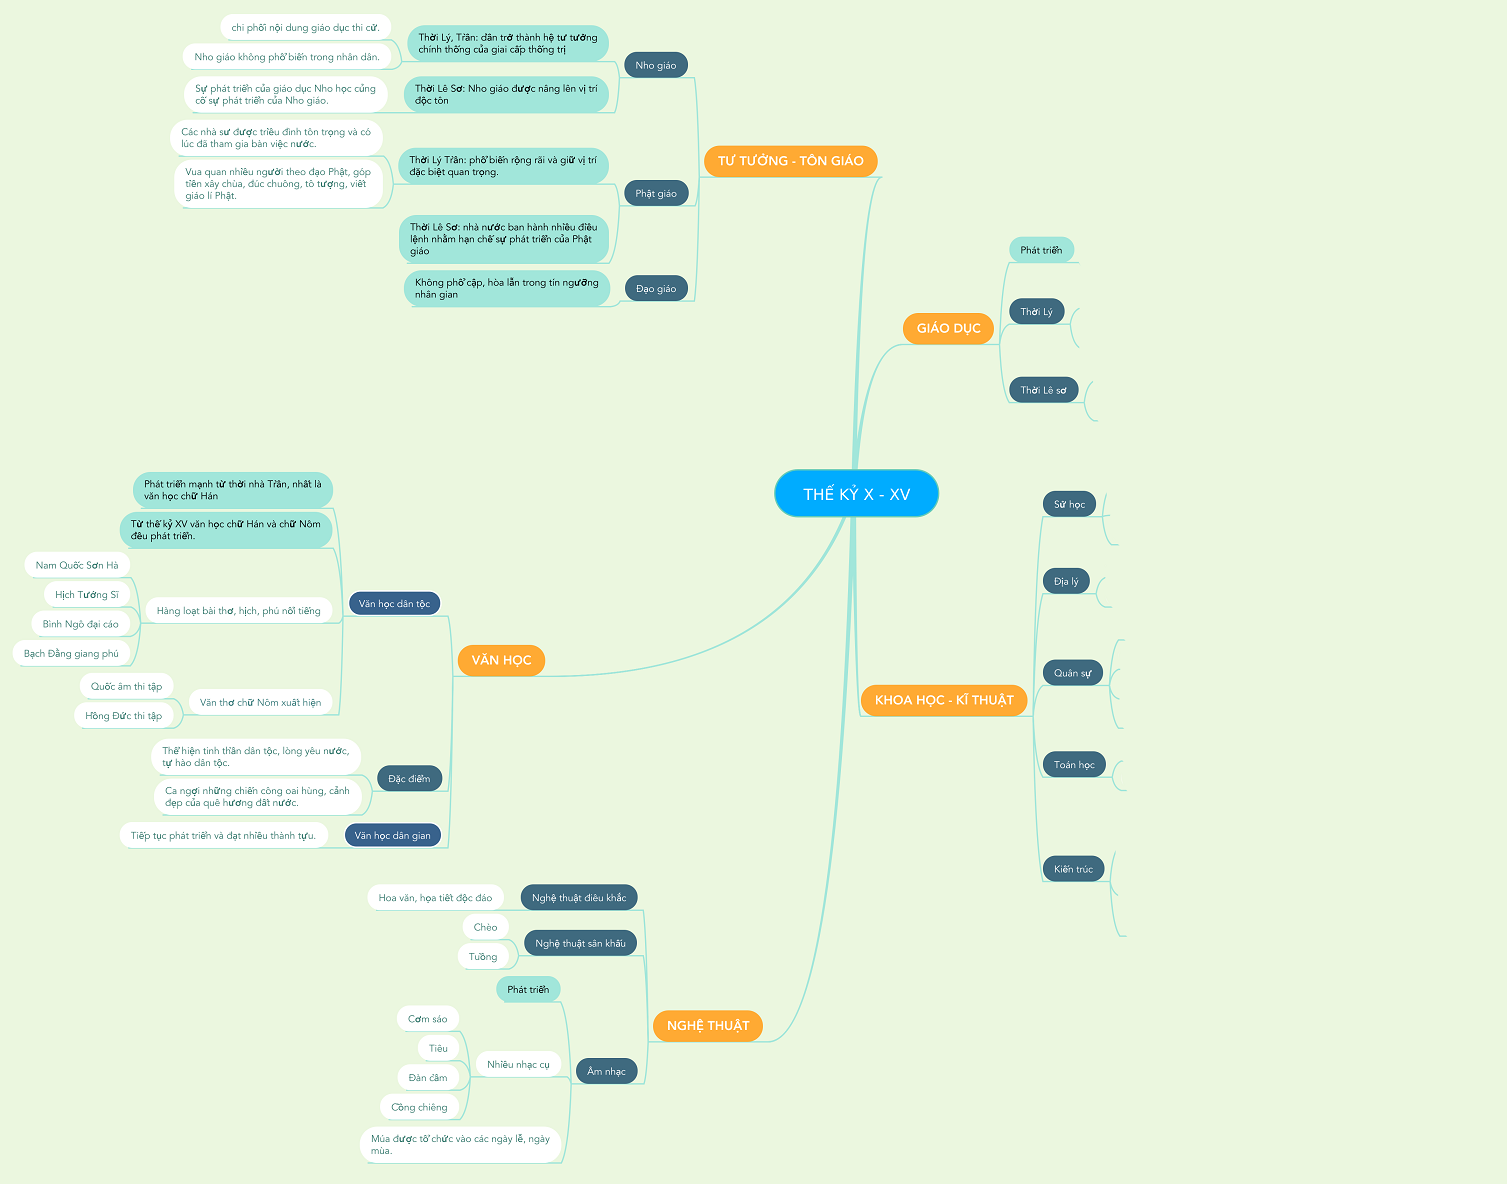 THẾ KỶ X - XV
TƯ TƯỞNG - TÔN GIÁO
Nho giáo
Thời Lý, Trần: dần trở thành hệ tư tưởng
chính thống của giai cấp thống trị
chi phối nội dung giáo dục thi cử.
Nho giáo không phổ biến trong nhân dân.
Thời Lê Sơ: Nho giáo được nâng lên vị trí
độc tôn
Sự phát triển của giáo dục Nho học củng
cố sự phát triển của Nho giáo.
Phật giáo
Thời Lý Trần: phổ biến rộng rãi và giữ vị trí
đặc biệt quan trọng.
Các nhà sư được triều đình tôn trọng và có
lúc đã tham gia bàn việc nước.
Vua quan nhiều người theo đạo Phật, góp
tiền xây chùa, đúc chuông, tô tượng, viết
giáo lí Phật.
Thời Lê Sơ: nhà nước ban hành nhiều điều
lệnh nhằm hạn chế sự phát triển của Phật
giáo
Đạo giáo
Không phổ cập, hòa lẫn trong tín ngưỡng
nhân gian
GIÁO DỤC
Phát triển
Thời Lý
Thời Lê sơ
VĂN HỌC
Văn học dân tộc
Phát triển mạnh từ thời nhà Trần, nhất là
văn học chữ Hán
Từ thế kỷ XV văn học chữ Hán và chữ Nôm
đều phát triển.
Hàng loạt bài thơ, hịch, phú nổi tiếng
Nam Quốc Sơn Hà
Hịch Tướng Sĩ
Bình Ngô đại cáo
Bạch Đằng giang phú
Văn thơ chữ Nôm xuất hiện
Quốc âm thi tập
Hồng Đức thi tập
Đặc điểm
Thể hiện tinh thần dân tộc, lòng yêu nước,
tự hào dân tộc.
Ca ngợi những chiến công oai hùng, cảnh
đẹp của quê hương đất nước.
Văn học dân gian
Tiếp tục phát triển và đạt nhiều thành tựu.
KHOA HỌC - KĨ THUẬT
Sử học
Địa lý
Quân sự
Toán học
Kiến trúc
NGHỆ THUẬT
Nghệ thuật điêu khắc
Hoa văn, họa tiết độc đáo
Nghệ thuật sân khấu
Chèo
Tuồng
Âm nhạc
Phát triển
Nhiều nhạc cụ
Cơm sáo
Tiêu
Đàn cầm
Cồng chiêng
Múa được tổ chức vào các ngày lễ, ngày
mùa.